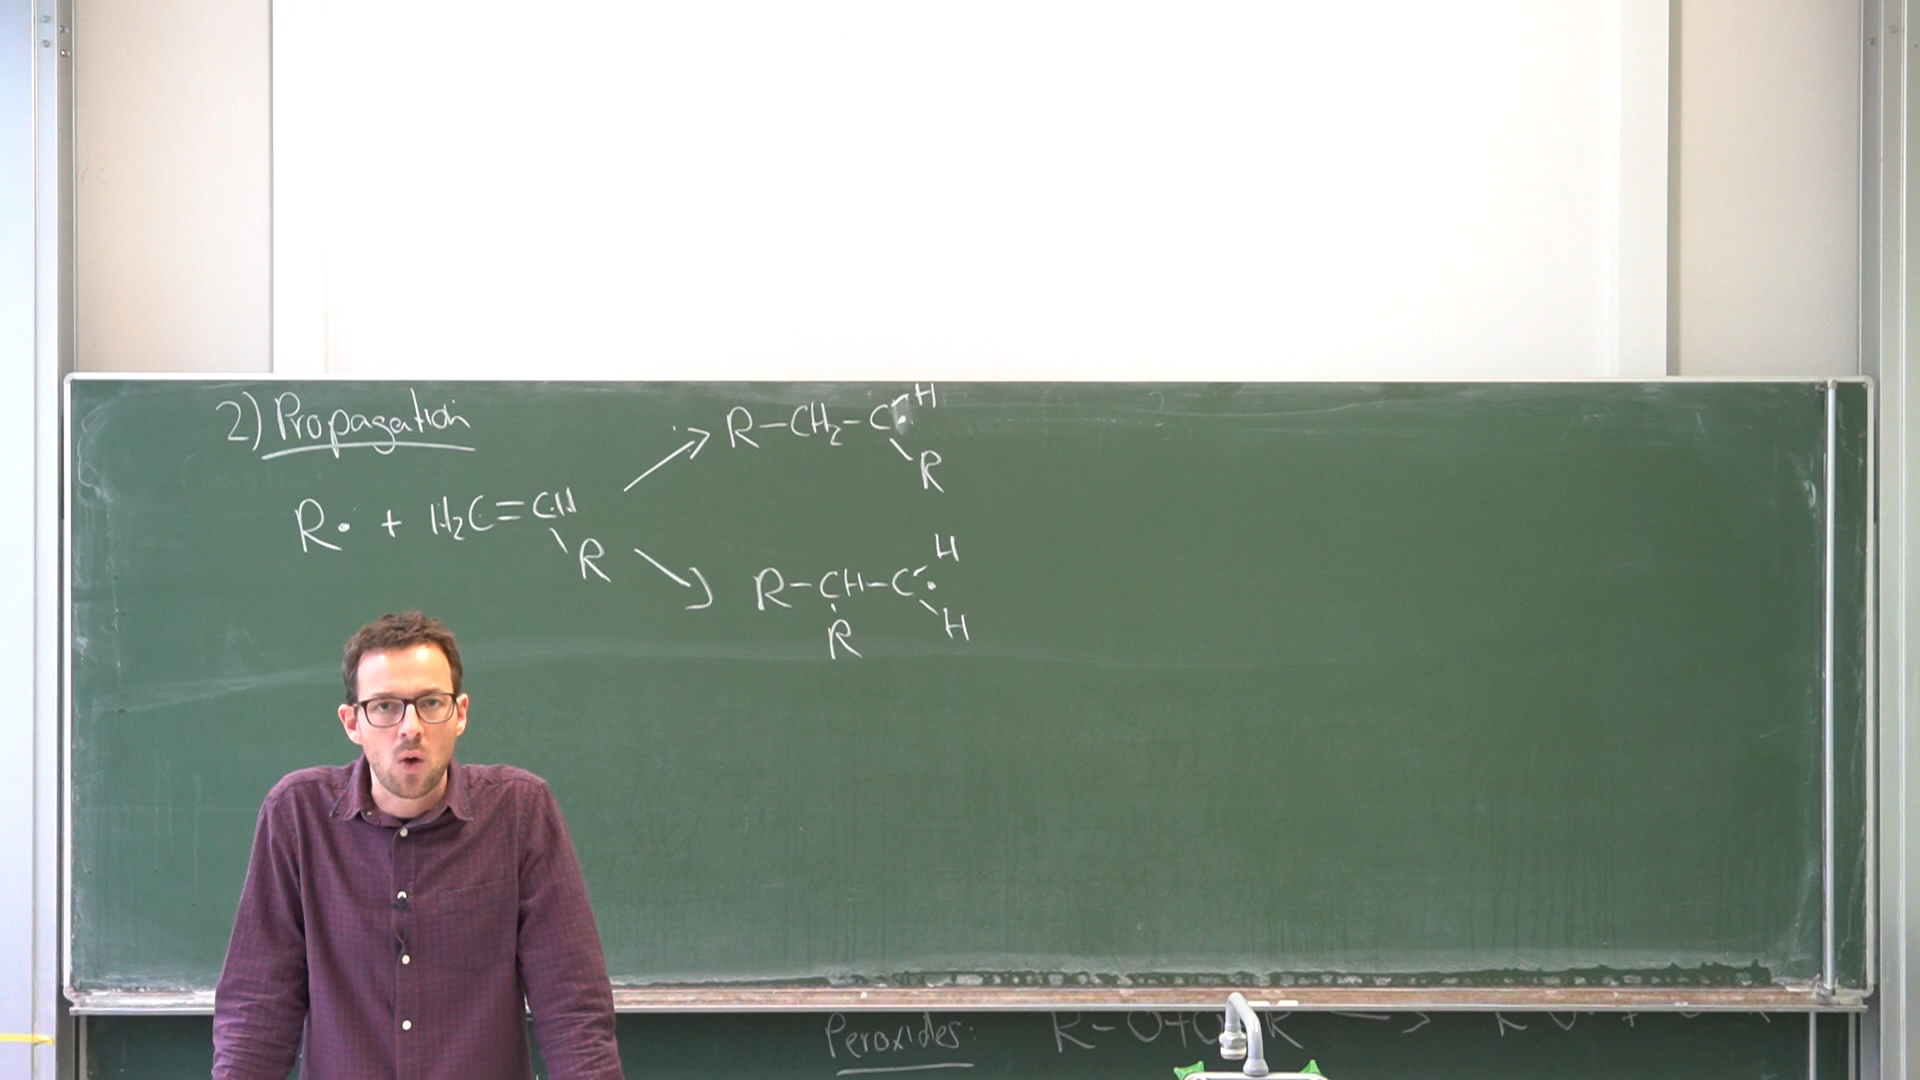 2) Propagation
R–CH₂–C·H
R
R· + H₂C=CH
R
R–CH–C·H
R H
Peroxides: R–O+O R